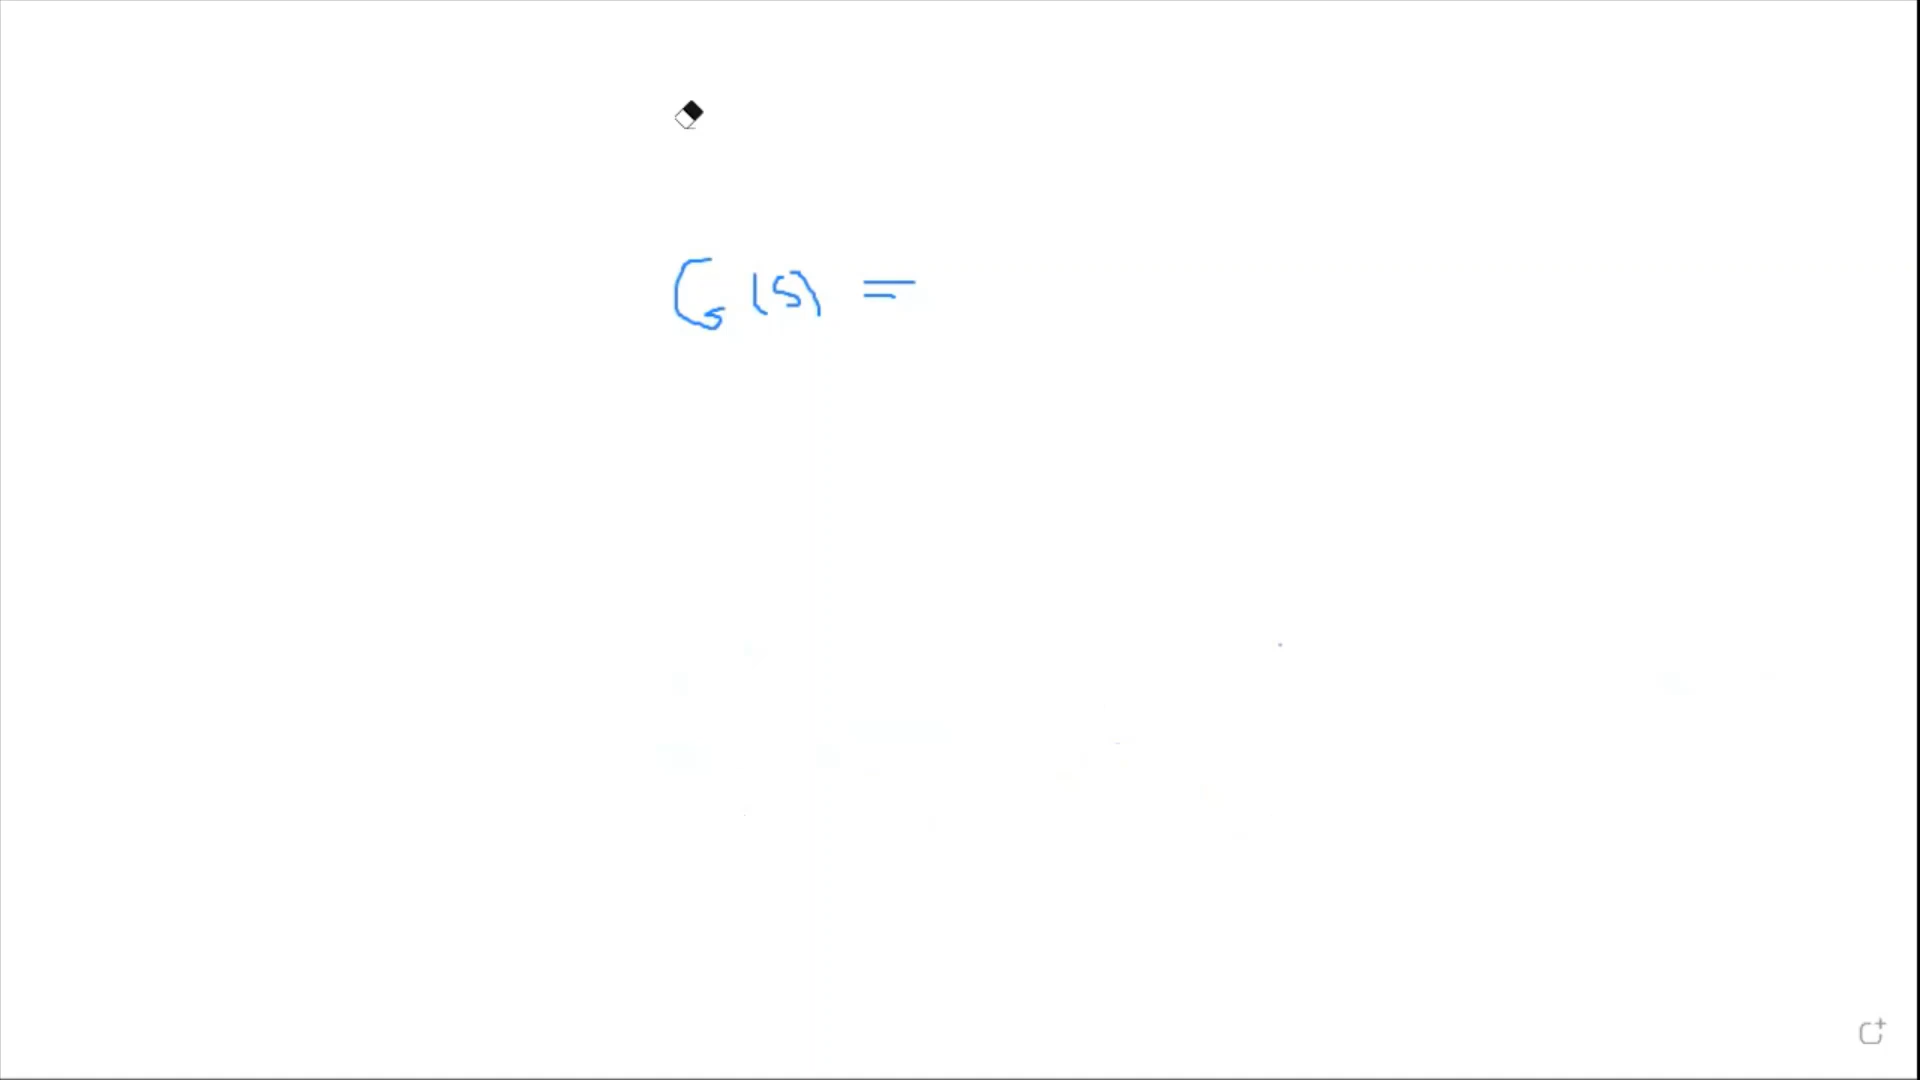 G(s) =